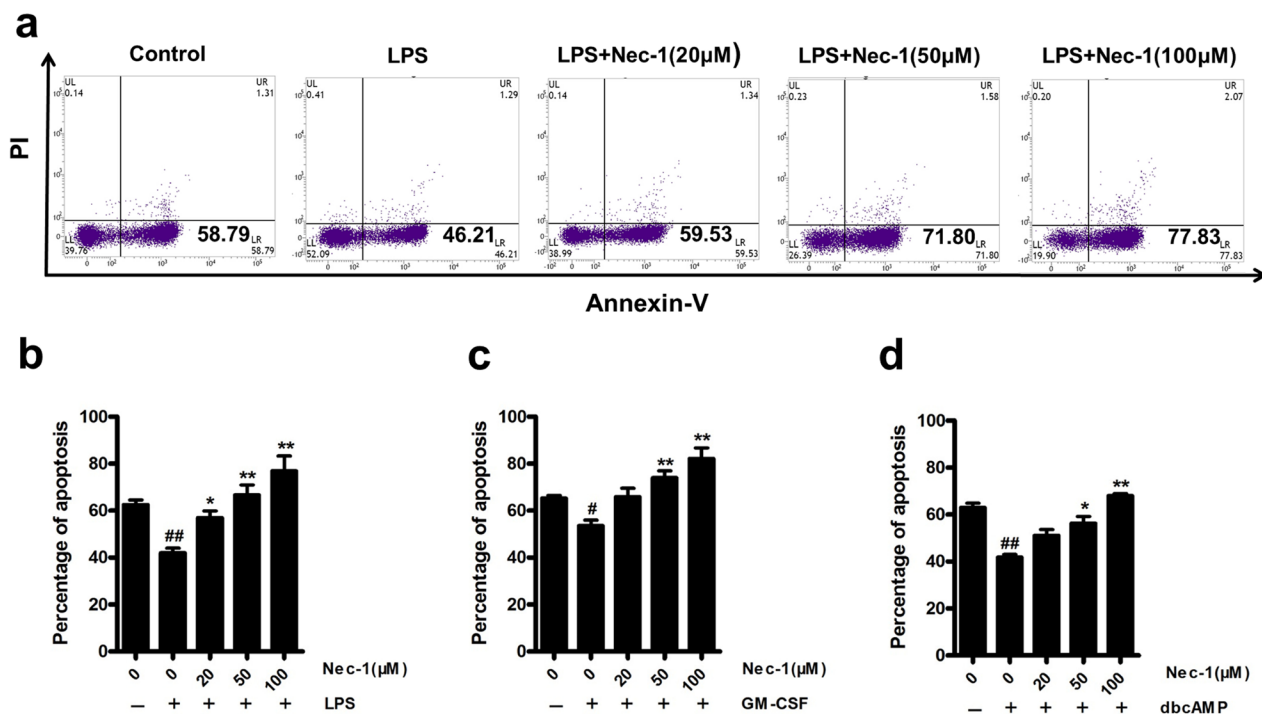 a
Control
LPS
LPS+Nec-1(20μM)
LPS+Nec-1(50μM)
LPS+Nec-1(100μM)
PI
UL
0.14
UR
1.31
LL
39.76
58.79
LR
58.79
UL
0.41
UR
1.29
LL
52.09
46.21
LR
46.21
UL
0.14
UR
1.34
LL
38.99
59.53
LR
59.53
UL
0.23
UR
1.58
LL
26.39
71.80
LR
71.80
UL
0.20
UR
2.07
LL
19.90
77.83
LR
77.83
Annexin-V
b
Percentage of apoptosis
100
80
60
40
20
0
##
*
**
**
0 0 20 50 100 Nec-1(μM)
– + + + + LPS
c
Percentage of apoptosis
100
80
60
40
20
0
#
**
**
0 0 20 50 100 Nec-1(μM)
– + + + + GM-CSF
d
Percentage of apoptosis
100
80
60
40
20
0
##
*
**
0 0 20 50 100 Nec-1(μM)
– + + + + dbcAMP